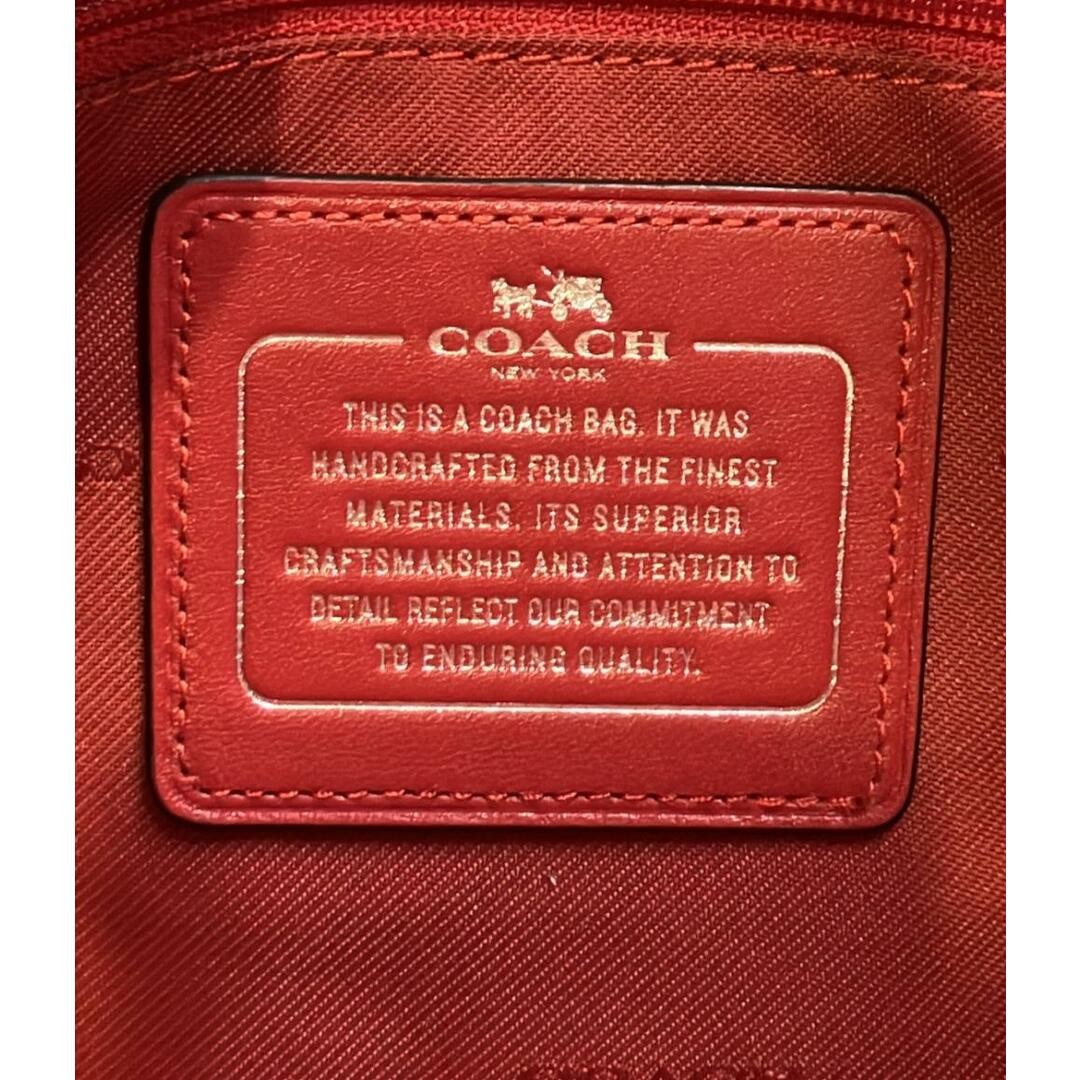 COACH
NEW YORK
THIS IS A COACH BAG. IT WAS
HANDCRAFTED FROM THE FINEST
MATERIALS. ITS SUPERIOR
CRAFTSMANSHIP AND ATTENTION TO
DETAIL REFLECT OUR COMMITMENT
TO ENDURING QUALITY.